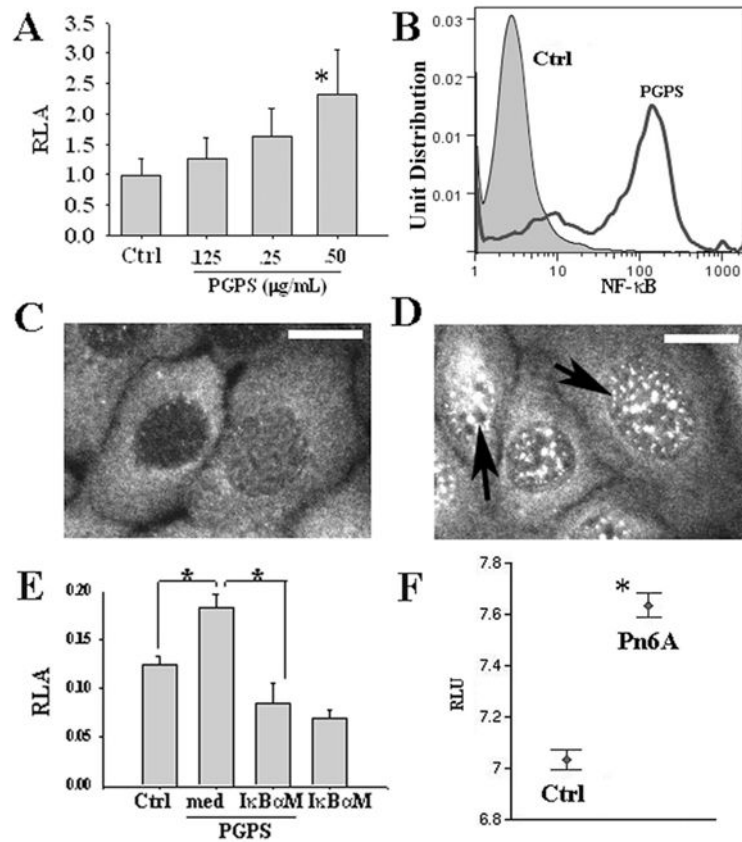 A
RLA
3.5
3.0
2.5
2.0
1.5
1.0
0.5
0.0
*
Ctrl .125 .25 .50
PGPS (µg/mL)
B
Unit Distribution
0.03
0.02
0.01
0.01
Ctrl
PGPS
1 10 100 1000
NF-κB
C
D
E
RLA
0.20
0.15
0.10
0.05
0.00
* *
Ctrl med IκBαM IκBαM
PGPS
F
RLU
7.8
7.6
7.4
7.2
7
6.8
*
Pn6A
Ctrl